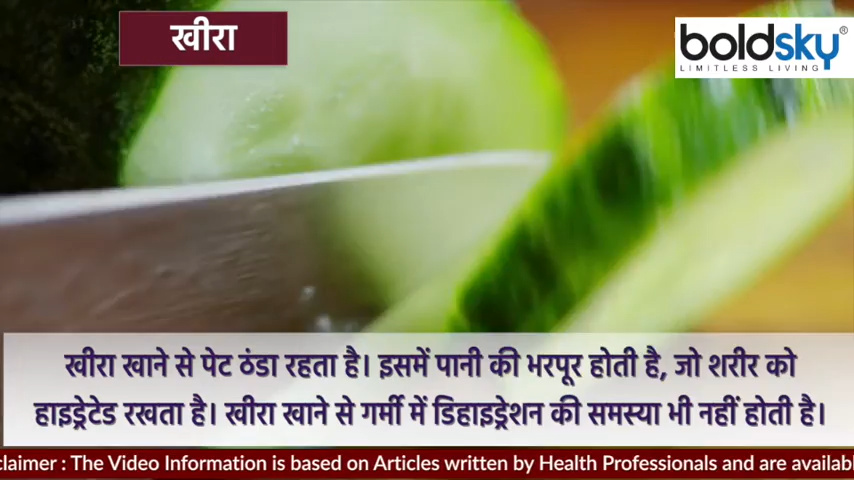 खीरा
boldsky®
LIMITLESS LIVING
खीरा खाने से पेट ठंडा रहता है। इसमें पानी की भरपूर होती है, जो शरीर को
हाइड्रेटेड रखता है। खीरा खाने से गर्मी में डिहाइड्रेशन की समस्या भी नहीं होती है।
claimer : The Video Information is based on Articles written by Health Professionals and are availabl